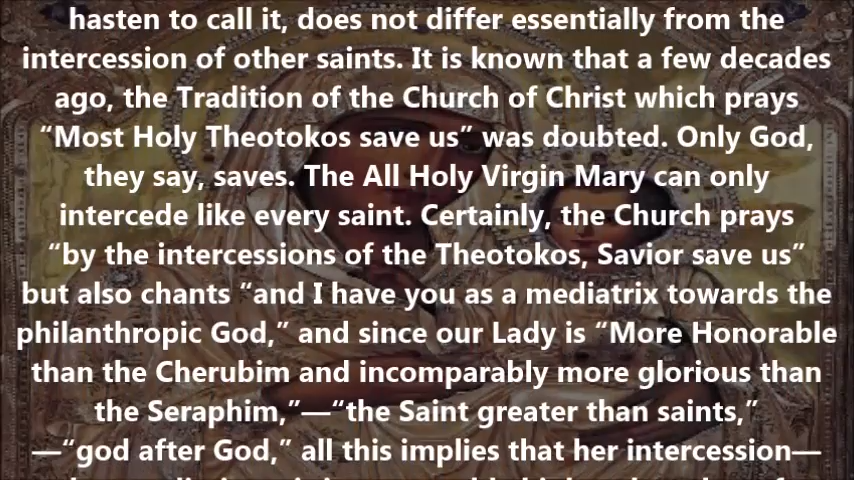 hasten to call it, does not differ essentially from the
intercession of other saints. It is known that a few decades
ago, the Tradition of the Church of Christ which prays
“Most Holy Theotokos save us” was doubted. Only God,
they say, saves. The All Holy Virgin Mary can only
intercede like every saint. Certainly, the Church prays
“by the intercessions of the Theotokos, Savior save us”
but also chants “and I have you as a mediatrix towards the
philanthropic God,” and since our Lady is “More Honorable
than the Cherubim and incomparably more glorious than
the Seraphim,”—“the Saint greater than saints,”
—“god after God,” all this implies that her intercession—